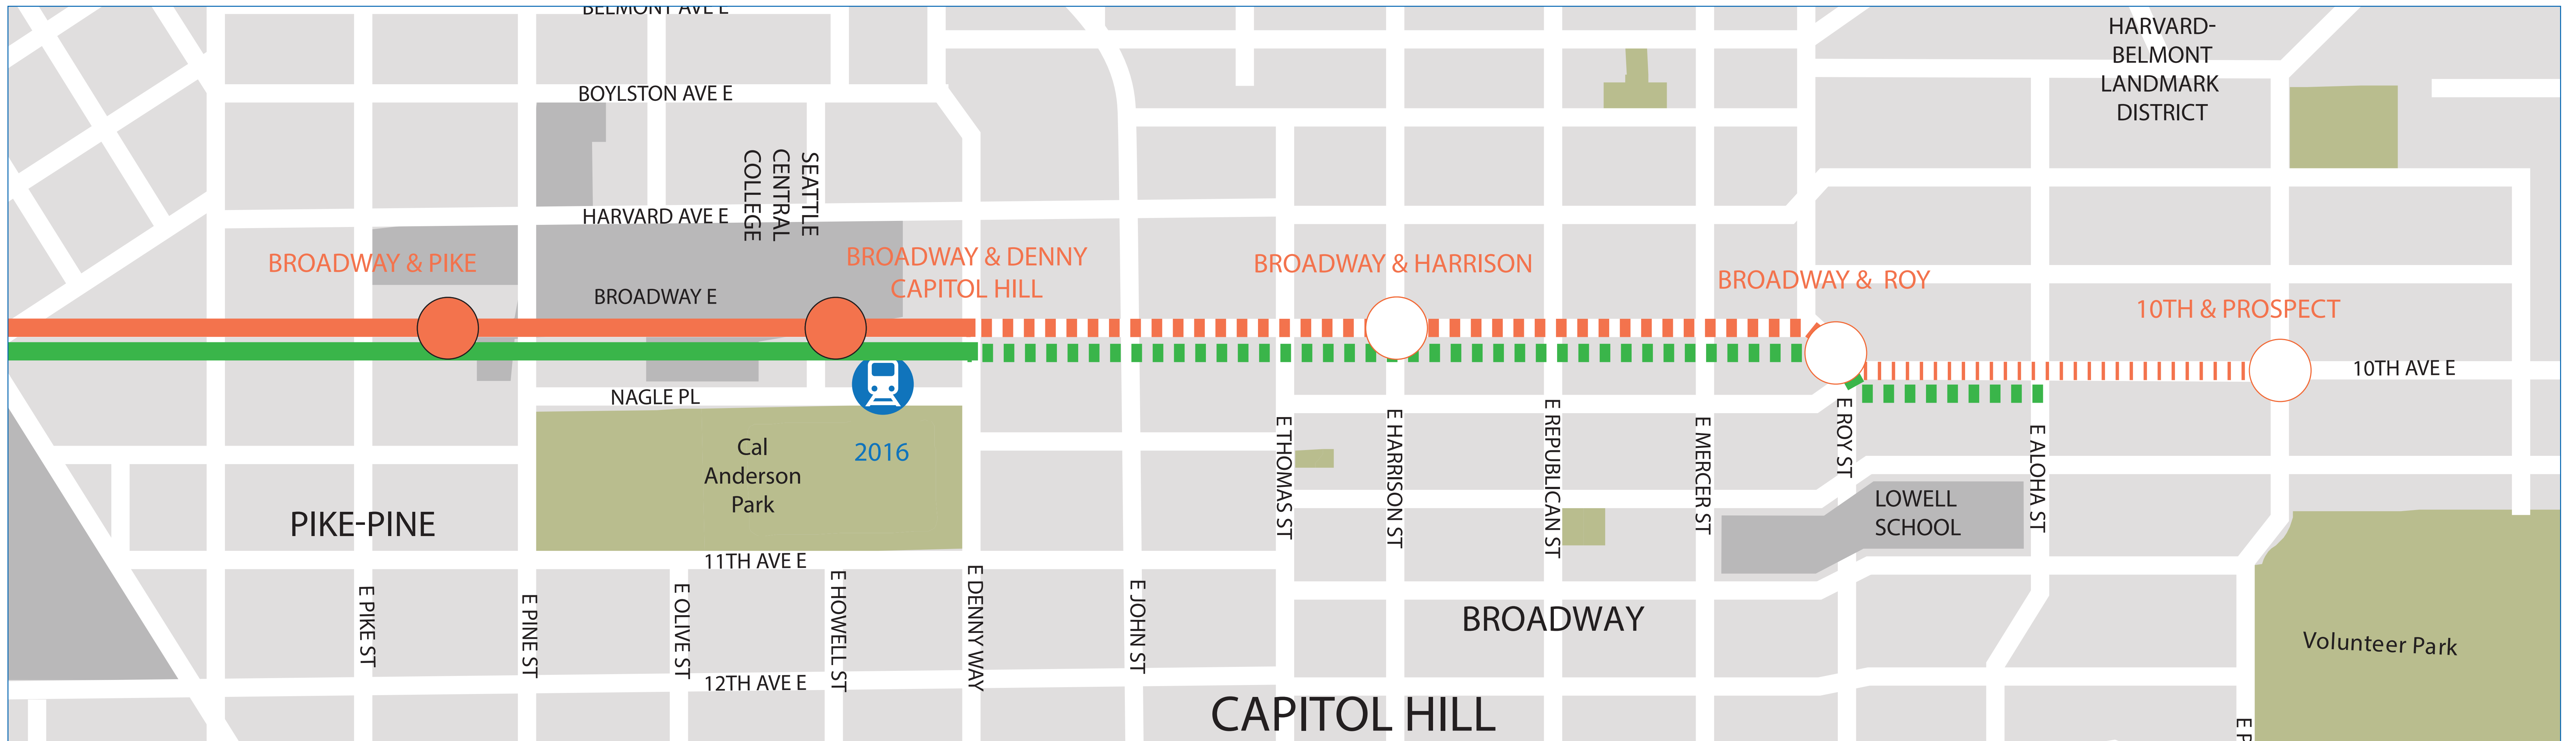 BELMONT AVE E
HARVARD-
BELMONT
LANDMARK
DISTRICT
BOYLSTON AVE E
SEATTLE
CENTRAL
COLLEGE
HARVARD AVE E
BROADWAY & PIKE
BROADWAY & DENNY
CAPITOL HILL
BROADWAY & HARRISON
BROADWAY & ROY
10TH & PROSPECT
BROADWAY E
10TH AVE E
NAGLE PL
Cal
Anderson
Park
2016
E THOMAS ST
E HARRISON ST
E REPUBLICAN ST
E MERCER ST
E ROY ST
E ALOHA ST
LOWELL
SCHOOL
PIKE-PINE
11TH AVE E
E PIKE ST
E PINE ST
E OLIVE ST
E HOWELL ST
E DENNY WAY
E JOHN ST
BROADWAY
Volunteer Park
12TH AVE E
CAPITOL HILL